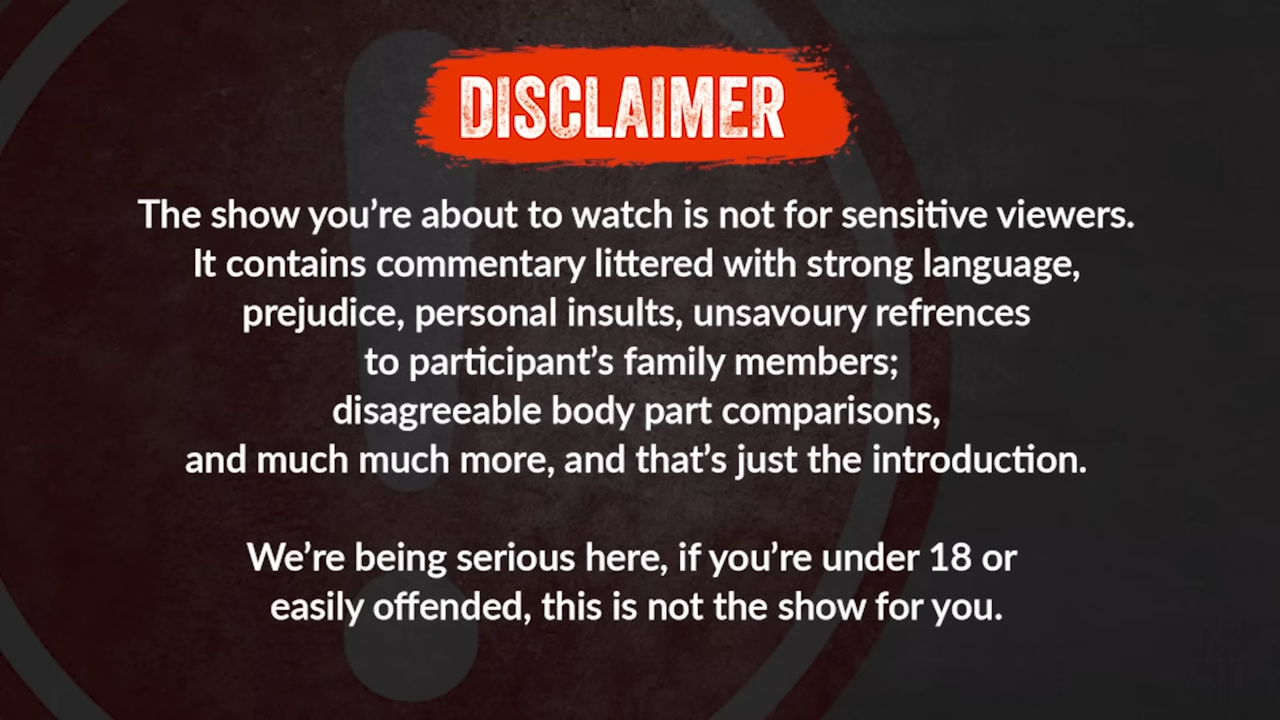 DISCLAIMER
The show you’re about to watch is not for sensitive viewers.
It contains commentary littered with strong language,
prejudice, personal insults, unsavoury refrences
to participant’s family members;
disagreeable body part comparisons,
and much much more, and that’s just the introduction.
We’re being serious here, if you’re under 18 or
easily offended, this is not the show for you.